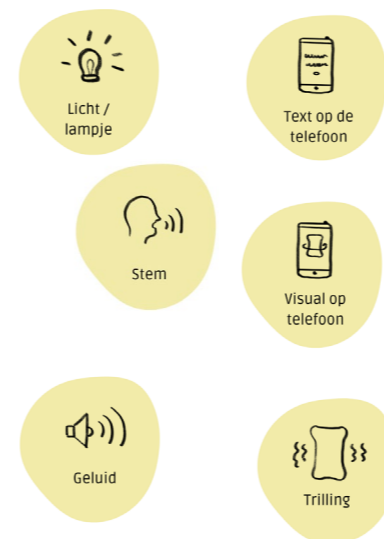 Licht /
lampje
Text op de
telefoon
Stem
Visual op
telefoon
Geluid
Trilling